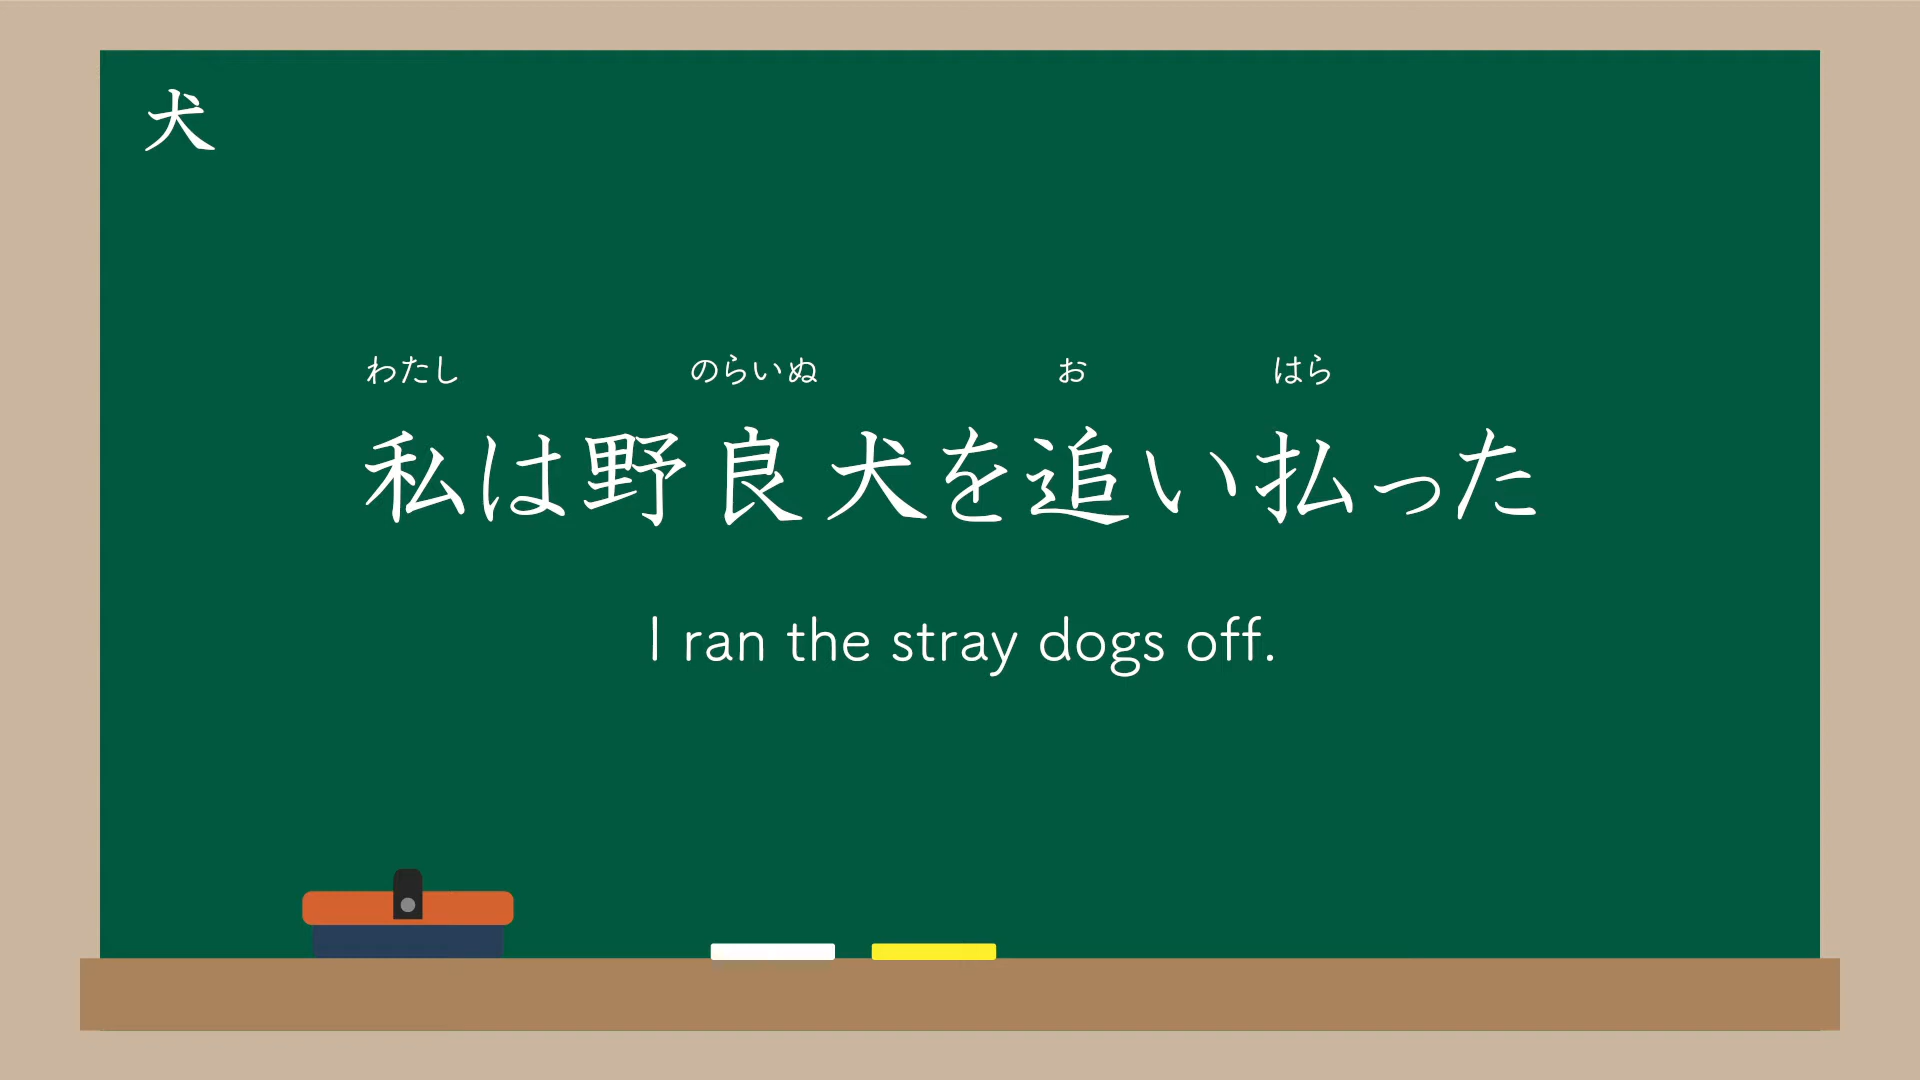 犬
わたし のらいぬ お はら
私は野良犬を追い払った
I ran the stray dogs off.